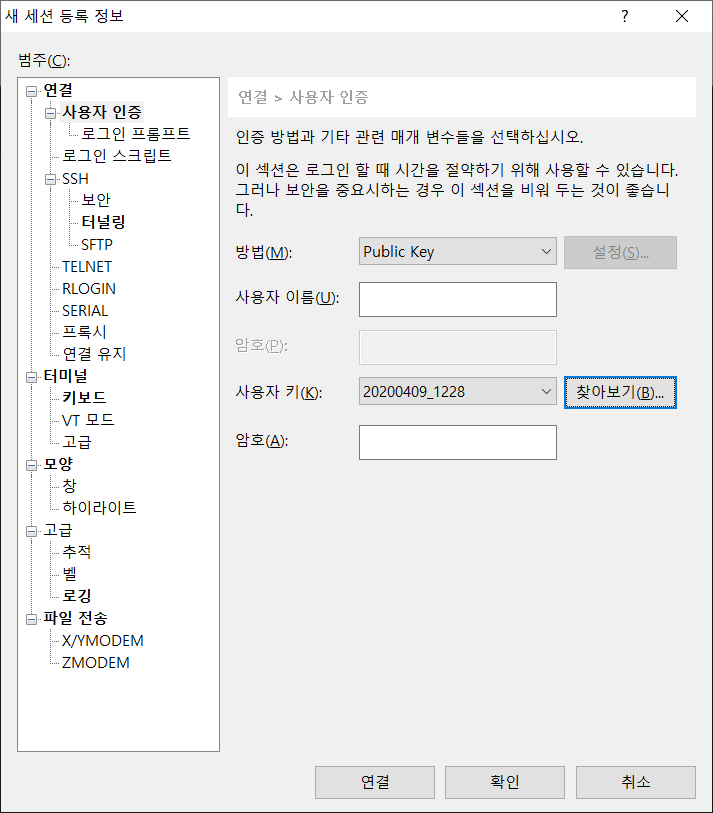 새 세션 등록 정보
범주(C):
연결
사용자 인증
로그인 프롬프트
로그인 스크립트
SSH
보안
터널링
SFTP
TELNET
RLOGIN
SERIAL
프록시
연결 유지
터미널
키보드
VT 모드
고급
모양
창
하이라이트
고급
추적
벨
로깅
파일 전송
X/YMODEM
ZMODEM
연결 > 사용자 인증
인증 방법과 기타 관련 매개 변수들을 선택하십시오.
이 섹션은 로그인 할 때 시간을 절약하기 위해 사용할 수 있습니다.
그러나 보안을 중요시하는 경우 이 섹션을 비워 두는 것이 좋습니
다.
방법(M):
Public Key
설정(S)...
사용자 이름(U):
암호(P):
사용자 키(K):
20200409_1228
찾아보기(B)...
암호(A):
연결
확인
취소